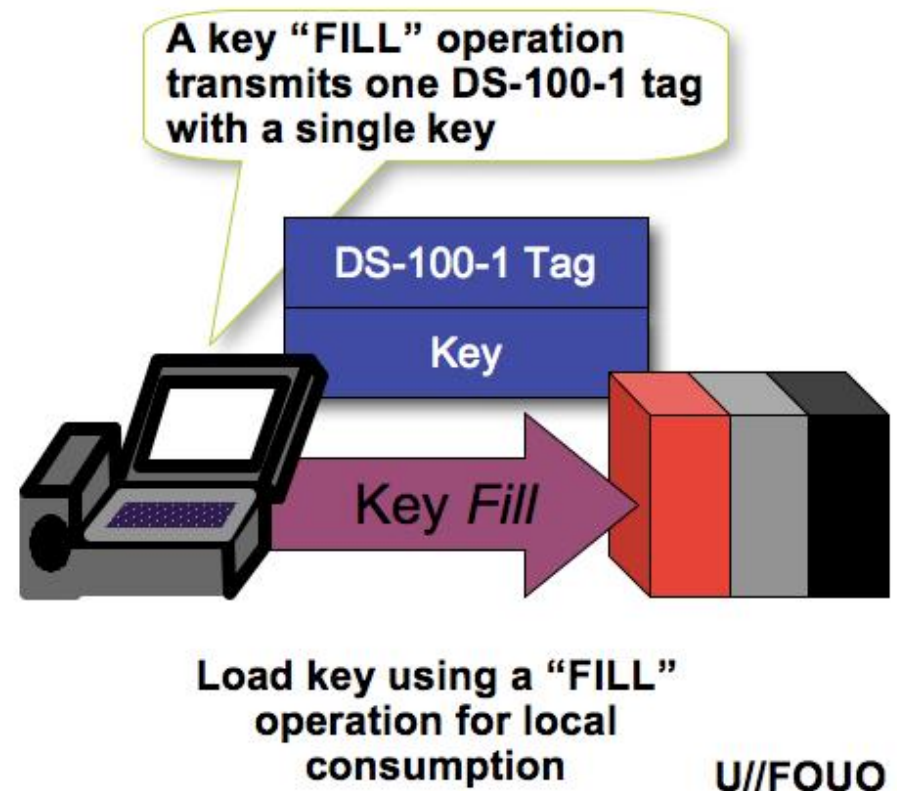 A key “FILL” operation
transmits one DS-100-1 tag
with a single key
DS-100-1 Tag
Key
Key Fill
Load key using a “FILL”
operation for local
consumption
U//FOUO